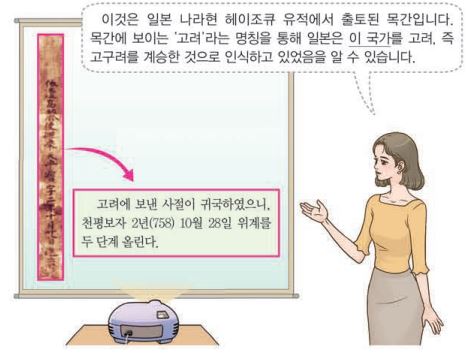 이것은 일본 나라현 헤이조큐 유적에서 출토된 목간입니다.
목간에 보이는 '고려'라는 명칭을 통해 일본은 이 국가를 고려, 즉
고구려를 계승한 것으로 인식하고 있었음을 알 수 있습니다.
고려에 보낸 사절이 귀국하였으니,
천평보자 2년(758) 10월 28일 위계를
두 단계 올린다.